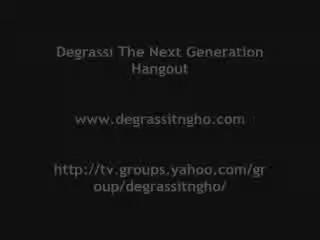 Degrassi The Next Generation
Hangout
www.degrassitngho.com
http://tv.groups.yahoo.com/gr
oup/degrassitngho/